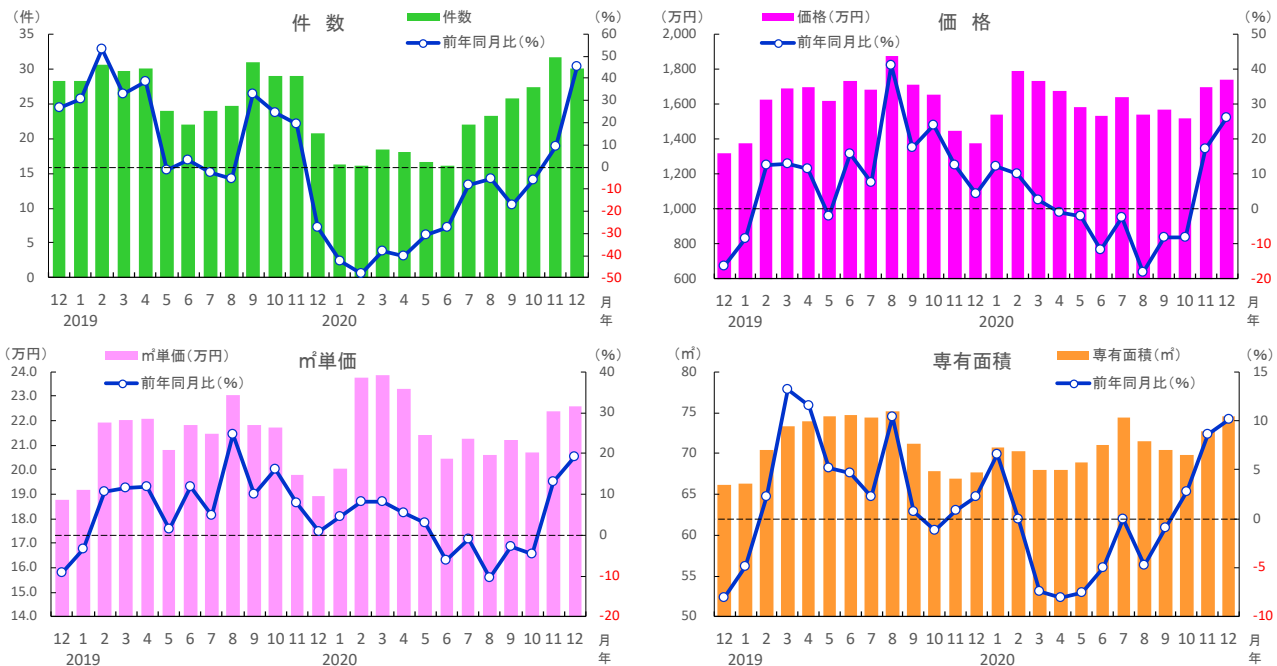 (件) 件 数 (%)
件数
前年同月比(%)
35 60
30 50
25 40
20 30
15 20
10 10
5 0
0 -10
-20
-30
-40
-50
12 1 2 3 4 5 6 7 8 9 10 11 12 1 2 3 4 5 6 7 8 9 10 11 12 月
2019 2020 年
(万円) 価 格 (%)
価格(万円)
前年同月比(%)
2,000 50
1,800 40
1,600 30
1,400 20
1,200 10
1,000 0
800 -10
600 -20
12 1 2 3 4 5 6 7 8 9 10 11 12 1 2 3 4 5 6 7 8 9 10 11 12 月
2019 2020 年
(万円) ㎡単価 (%)
㎡単価(万円)
前年同月比(%)
24.0 40
23.0 30
22.0 20
21.0 10
20.0 0
19.0 -10
18.0 -20
17.0
16.0
15.0
14.0
12 1 2 3 4 5 6 7 8 9 10 11 12 1 2 3 4 5 6 7 8 9 10 11 12 月
2019 2020 年
(㎡) 専有面積 (%)
専有面積(㎡)
前年同月比(%)
80 15
75 10
70 5
65 0
60 -5
55 -10
50
12 1 2 3 4 5 6 7 8 9 10 11 12 1 2 3 4 5 6 7 8 9 10 11 12 月
2019 2020 年